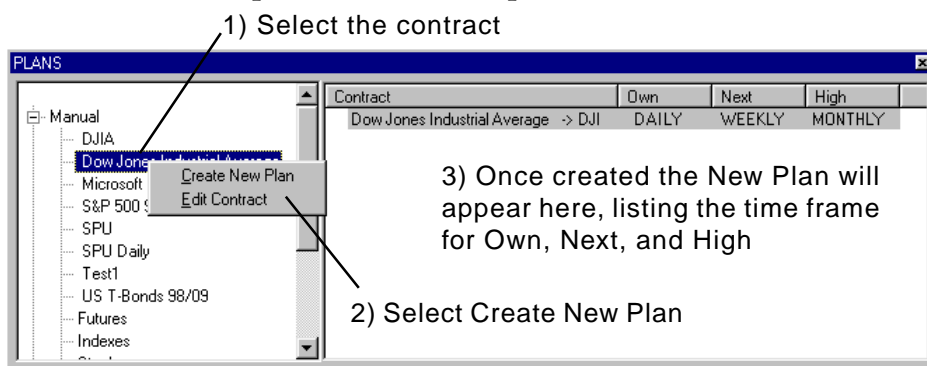 1) Select the contract
PLANS
Contract Own Next High
Dow Jones Industrial Average -> DJI DAILY WEEKLY MONTHLY
Manual
DJIA
Dow Jones Industrial Average
Create New Plan
Edit Contract
Microsoft
S&P 500
SPU
SPU Daily
Test1
US T-Bonds 98/09
Futures
Indexes
3) Once created the New Plan will
appear here, listing the time frame
for Own, Next, and High
2) Select Create New Plan